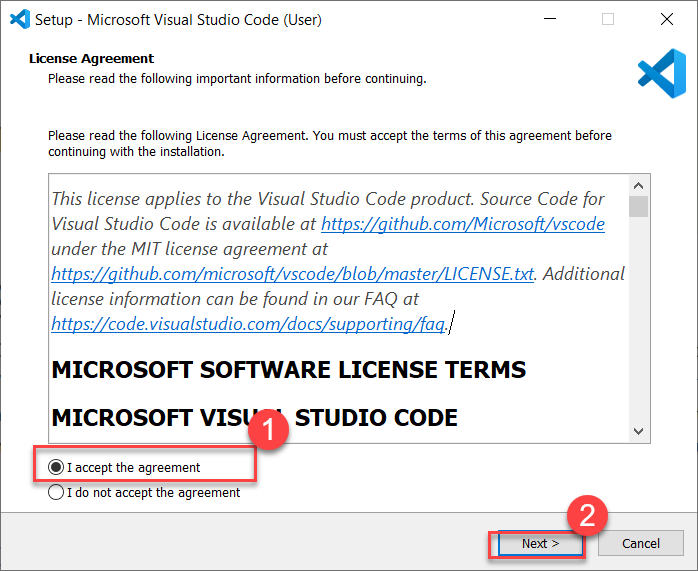 Setup - Microsoft Visual Studio Code (User)
License Agreement
Please read the following important information before continuing.
Please read the following License Agreement. You must accept the terms of this agreement before
continuing with the installation.
This license applies to the Visual Studio Code product. Source Code for
Visual Studio Code is available at https://github.com/Microsoft/vscode
under the MIT license agreement at
https://github.com/microsoft/vscode/blob/master/LICENSE.txt. Additional
license information can be found in our FAQ at
https://code.visualstudio.com/docs/supporting/faq.
MICROSOFT SOFTWARE LICENSE TERMS
MICROSOFT VISUAL STUDIO CODE
1
I accept the agreement
I do not accept the agreement
2
Next >
Cancel